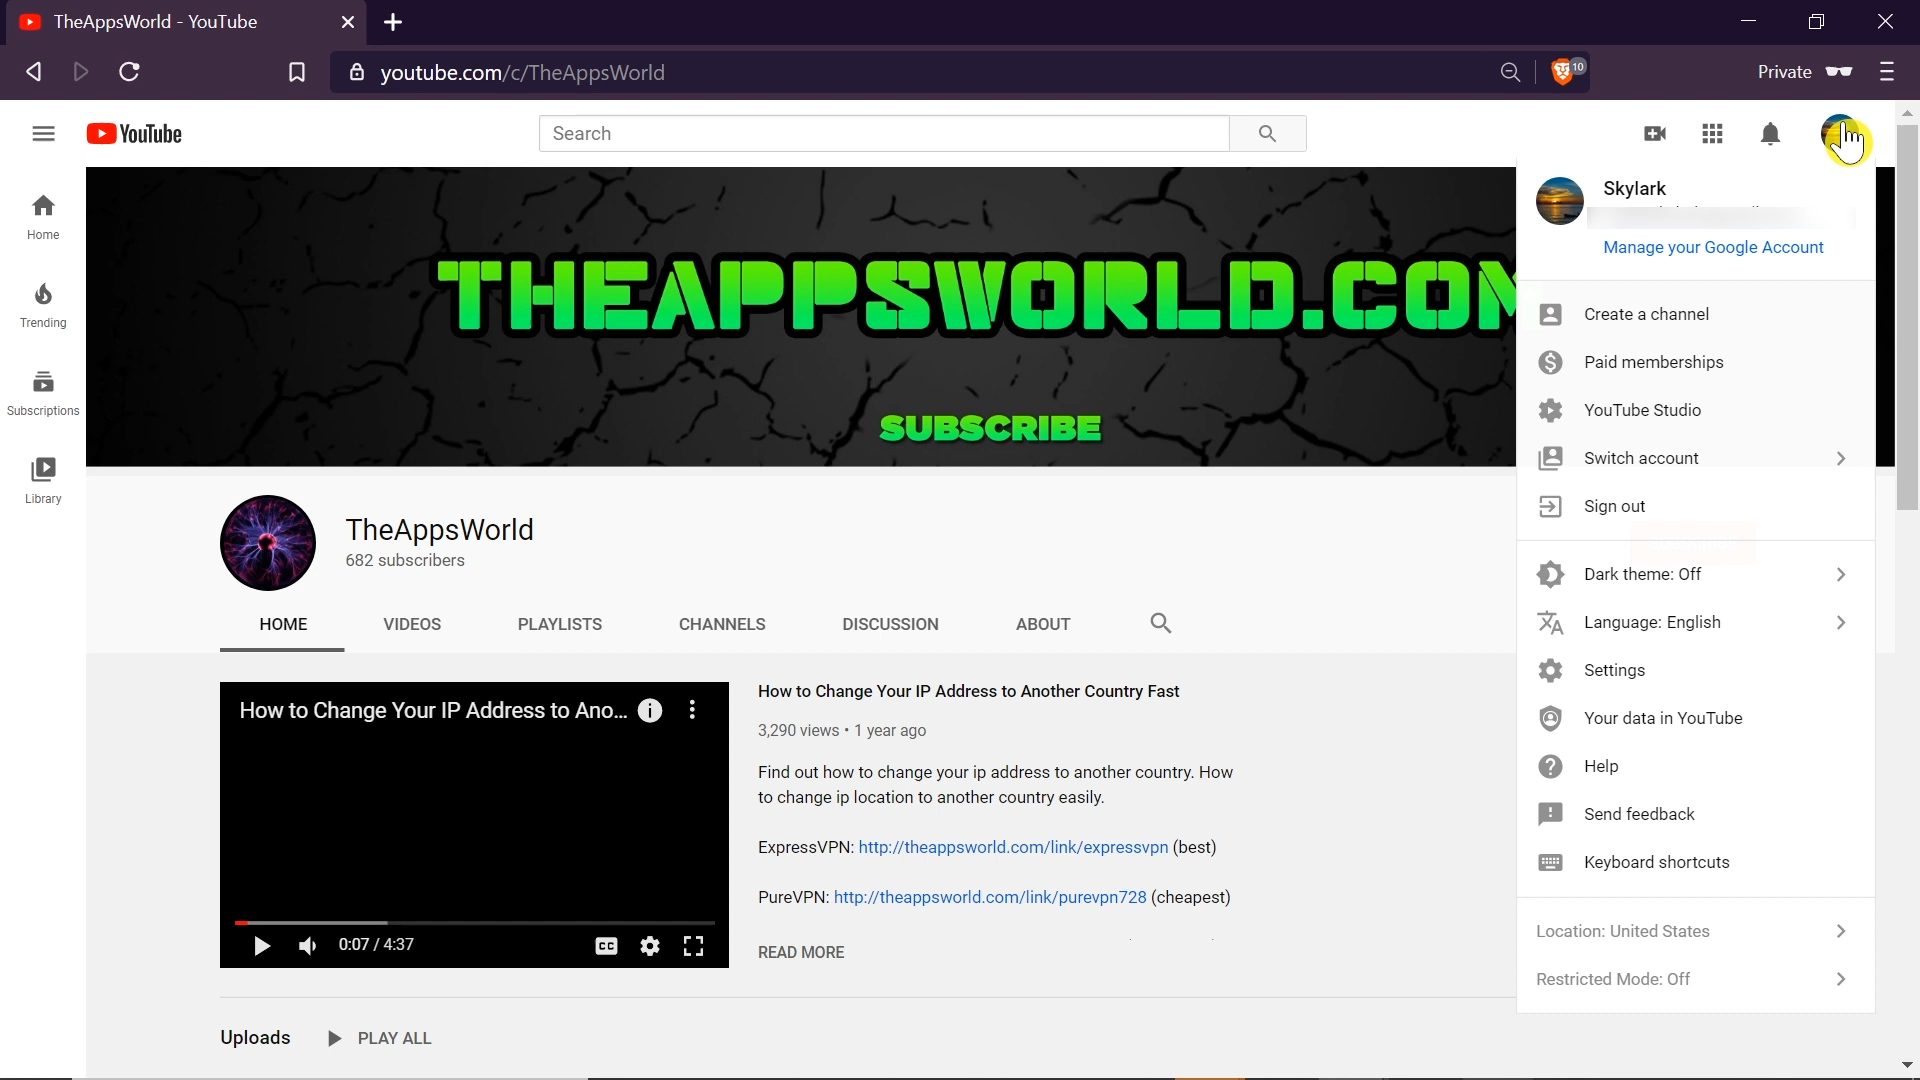 TheAppsWorld - YouTube
youtube.com/c/TheAppsWorld
10
Private
YouTube
Search
Home
Trending
Subscriptions
Library
THEAPPSWORLD.COM
SUBSCRIBE
TheAppsWorld
682 subscribers
HOME VIDEOS PLAYLISTS CHANNELS DISCUSSION ABOUT
How to Change Your IP Address to Ano...
0:07 / 4:37
CC
How to Change Your IP Address to Another Country Fast
3,290 views • 1 year ago
Find out how to change your ip address to another country. How
to change ip location to another country easily.
ExpressVPN: http://theappsworld.com/link/expressvpn (best)
PureVPN: http://theappsworld.com/link/purevpn728 (cheapest)
READ MORE
Uploads PLAY ALL
Skylark
Manage your Google Account
Create a channel
Paid memberships
YouTube Studio
Switch account
Sign out
Dark theme: Off
Language: English
Settings
Your data in YouTube
Help
Send feedback
Keyboard shortcuts
Location: United States
Restricted Mode: Off